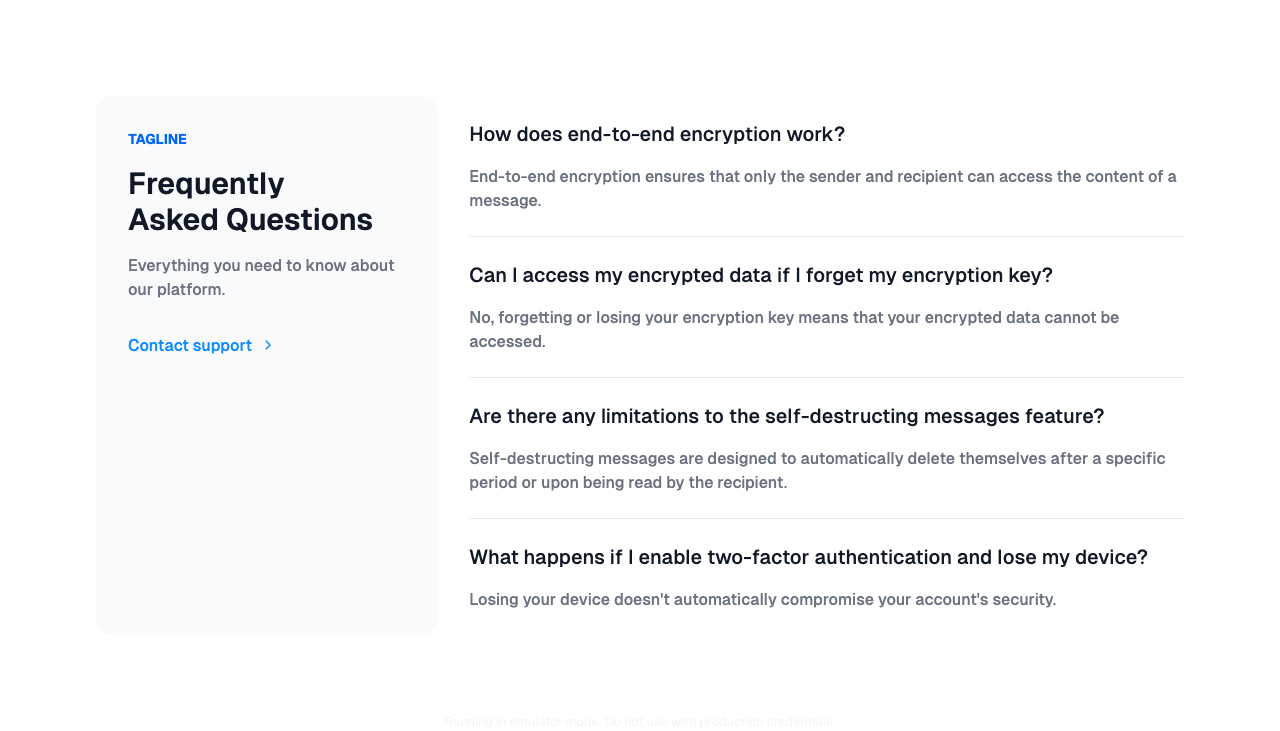 TAGLINE
Frequently
Asked Questions
Everything you need to know about
our platform.
Contact support
How does end-to-end encryption work?
End-to-end encryption ensures that only the sender and recipient can access the content of a
message.
Can I access my encrypted data if I forget my encryption key?
No, forgetting or losing your encryption key means that your encrypted data cannot be
accessed.
Are there any limitations to the self-destructing messages feature?
Self-destructing messages are designed to automatically delete themselves after a specific
period or upon being read by the recipient.
What happens if I enable two-factor authentication and lose my device?
Losing your device doesn't automatically compromise your account's security.
Running in emulator mode. Do not use with production credentials.